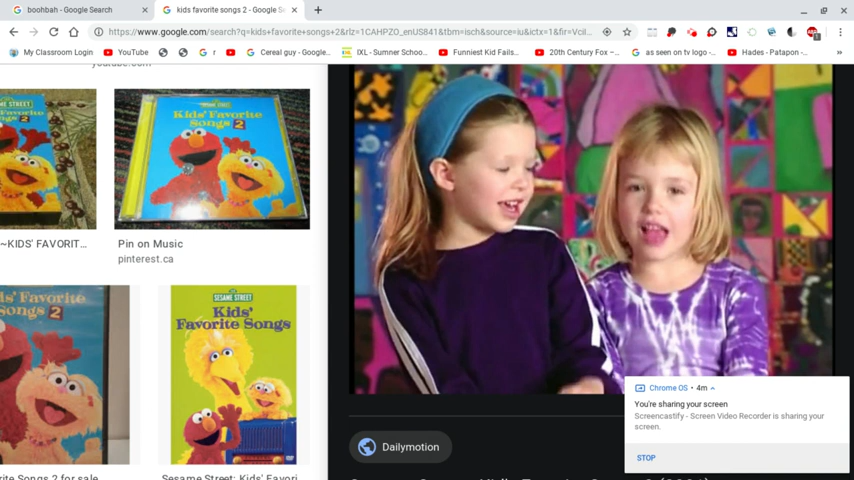 boohbah - Google Search
kids favorite songs 2 - Google Se
https://www.google.com/search?q=kids+favorite+songs+2&rlz=1CAHPZO_enUS841&tbm=isch&source=iu&ictx=1&fir=Vcil...
My Classroom Login YouTube G r Cereal guy - Google... IXL - Sumner Schoo... Funniest Kid Fails... 20th Century Fox –... as seen on tv logo -... Hades - Patapon -... »
youtube.com
SESAME STREET
Kids' Favorite
Songs 2
~KIDS' FAVORIT...
Pin on Music
pinterest.ca
ds' Favorite
Songs 2
SESAME STREET
Kids'
Favorite Songs
rite Songs 2 for sale
Sesame Street: Kids' Favori
Dailymotion
Chrome OS • 4m
You're sharing your screen
Screencastify - Screen Video Recorder is sharing your
screen.
STOP